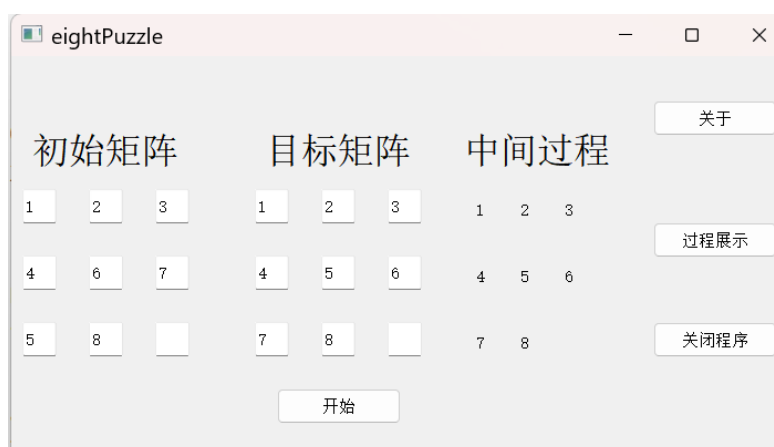 eightPuzzle
关于
初始矩阵 目标矩阵 中间过程
1 2 3 1 2 3 1 2 3
过程展示
4 6 7 4 5 6 4 5 6
5 8 7 8 7 8
关闭程序
开始